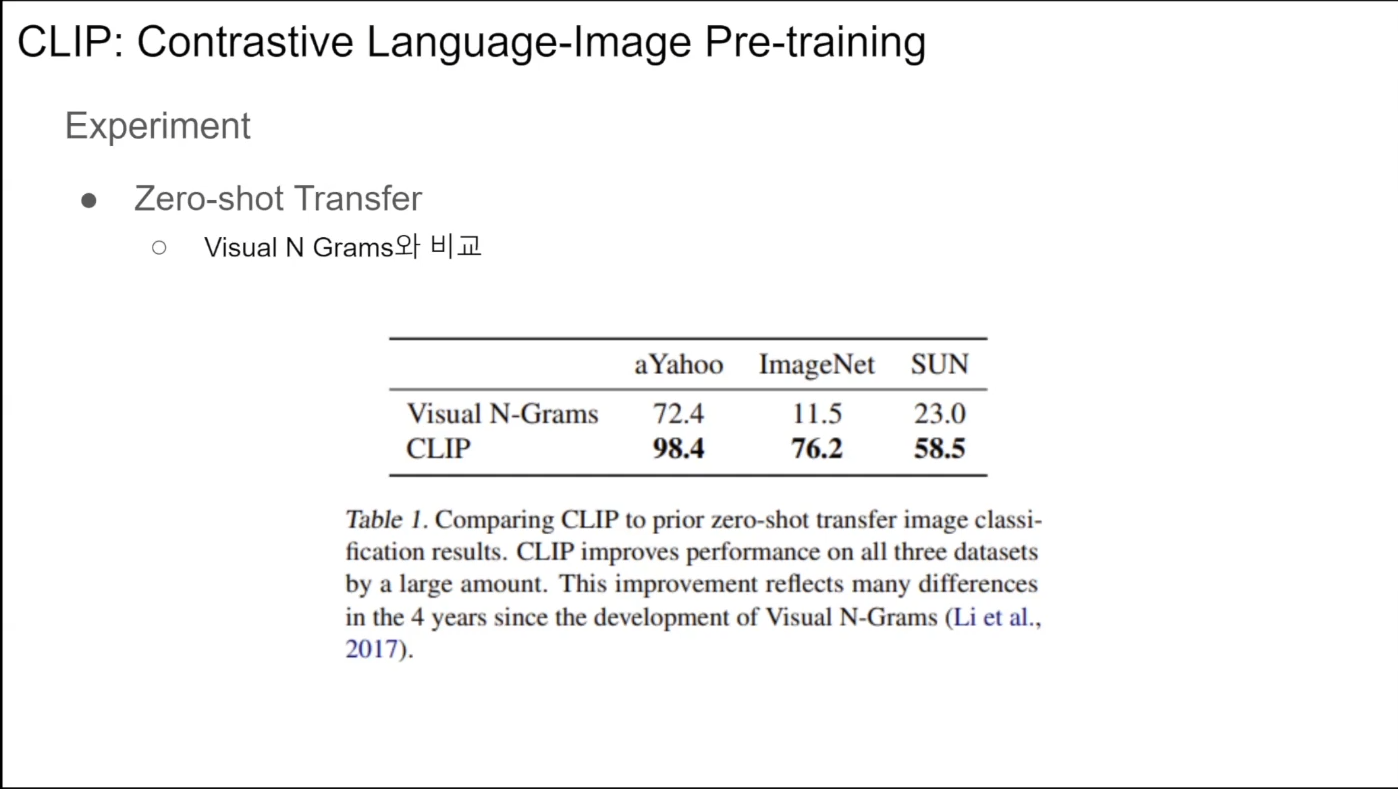 CLIP: Contrastive Language-Image Pre-training
Experiment
● Zero-shot Transfer
○ Visual N Grams와 비교
aYahoo ImageNet SUN
Visual N-Grams 72.4 11.5 23.0
CLIP 98.4 76.2 58.5
Table 1. Comparing CLIP to prior zero-shot transfer image classi-
fication results. CLIP improves performance on all three datasets
by a large amount. This improvement reflects many differences
in the 4 years since the development of Visual N-Grams (Li et al.,
2017).